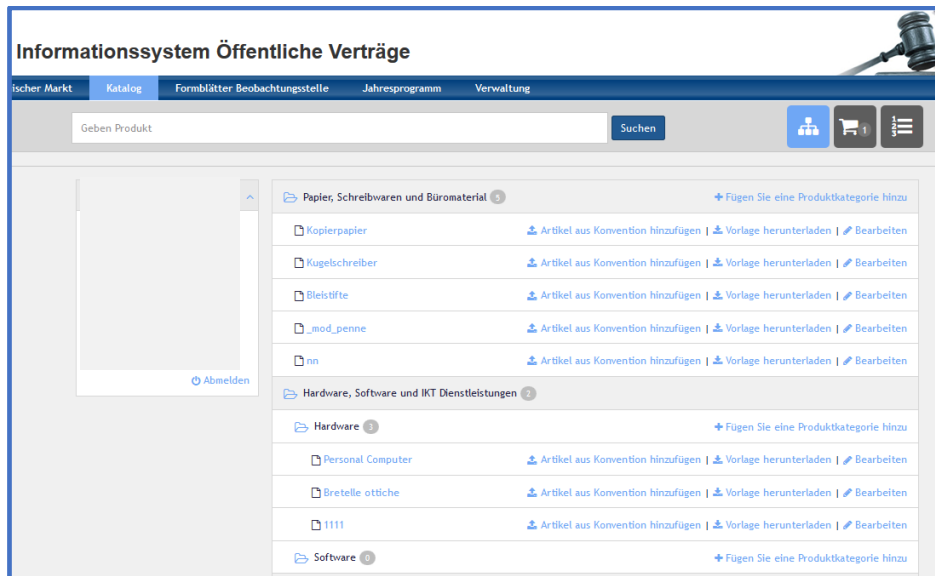 Informationssystem Öffentliche Verträge
ischer Markt Katalog Formblätter Beobachtungsstelle Jahresprogramm Verwaltung
Geben Produkt Suchen 1
Papier, Schreibwaren und Büromaterial 5 Fügen Sie eine Produktkategorie hinzu
Kopierpapier Artikel aus Konvention hinzufügen | Vorlage herunterladen | Bearbeiten
Kugelschreiber Artikel aus Konvention hinzufügen | Vorlage herunterladen | Bearbeiten
Bleistifte Artikel aus Konvention hinzufügen | Vorlage herunterladen | Bearbeiten
_mod_penne Artikel aus Konvention hinzufügen | Vorlage herunterladen | Bearbeiten
nn Artikel aus Konvention hinzufügen | Vorlage herunterladen | Bearbeiten
Abmelden
Hardware, Software und IKT Dienstleistungen 2
Hardware 3 Fügen Sie eine Produktkategorie hinzu
Personal Computer Artikel aus Konvention hinzufügen | Vorlage herunterladen | Bearbeiten
Bretelle ottiche Artikel aus Konvention hinzufügen | Vorlage herunterladen | Bearbeiten
1111 Artikel aus Konvention hinzufügen | Vorlage herunterladen | Bearbeiten
Software 0 Fügen Sie eine Produktkategorie hinzu